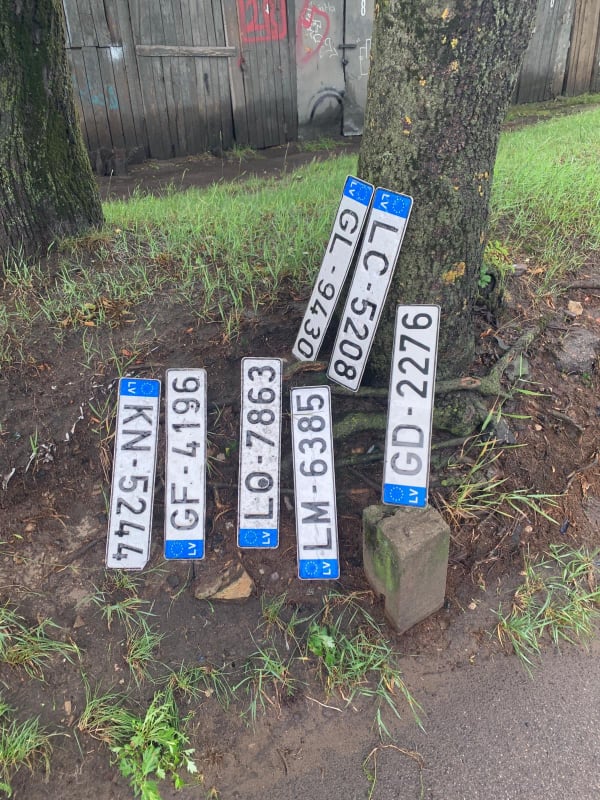 LV GL-9430
LV LC-5208
LV GD-2276
LV KN-5244
LV GF-4196
LV LO-7863
LV LM-6385